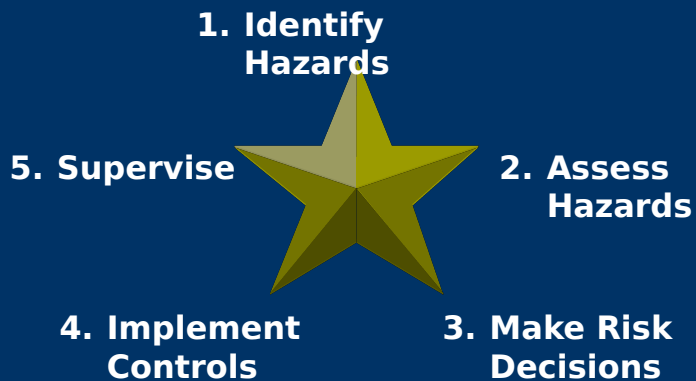 1. Identify
Hazards
2. Assess
Hazards
3. Make Risk
Decisions
4. Implement
Controls
5. Supervise